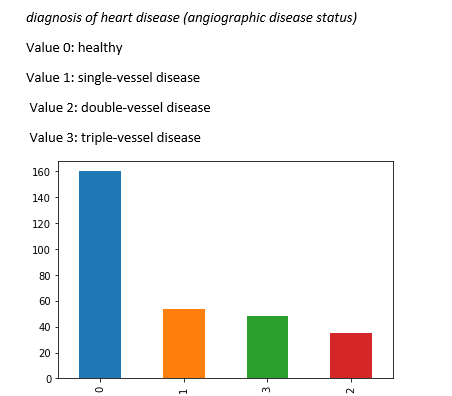 diagnosis of heart disease (angiographic disease status)
Value 0: healthy
Value 1: single-vessel disease
Value 2: double-vessel disease
Value 3: triple-vessel disease
160
140
120
100
80
60
40
20
0
0 1 3 2